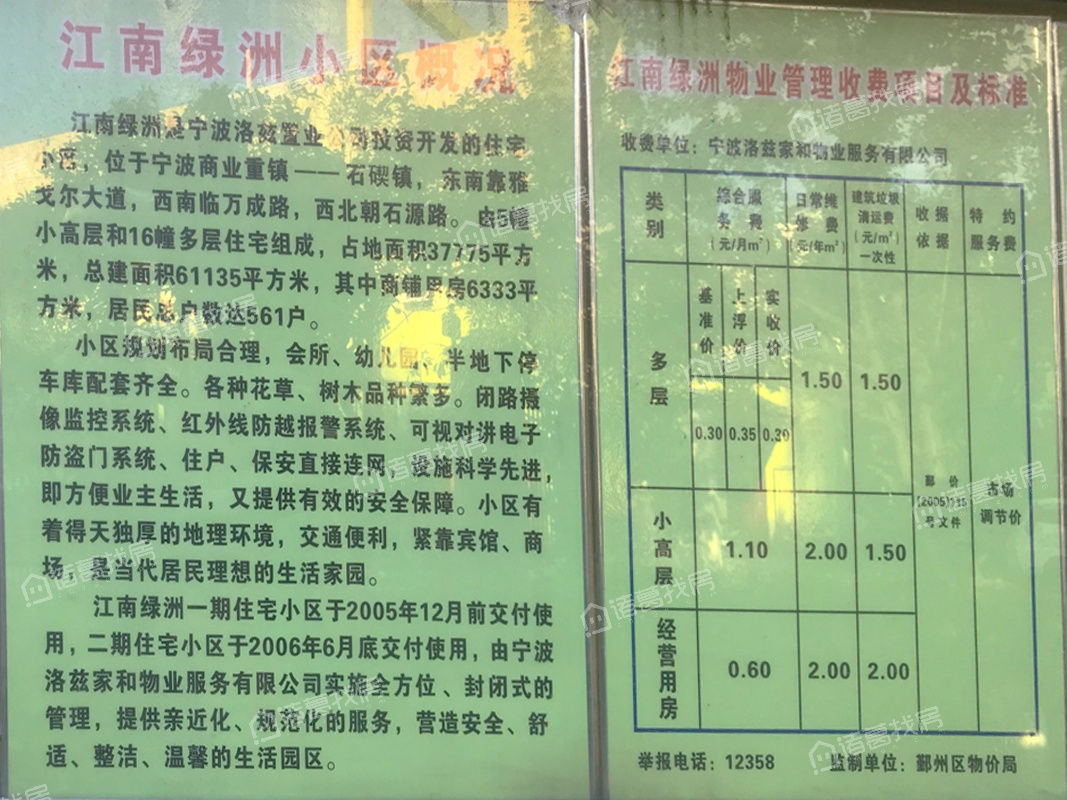 江南绿洲小区概况
江南绿洲是宁波洛兹置业公司投资开发的住宅
小区，位于宁波商业重镇——石碶镇，东南靠雅
戈尔大道，西南临万成路，西北朝石源路。由 幢
小高层和16幢多层住宅组成，占地面积37775平方
米，总建面积61135平方米，其中商铺用房6333平
方米，居民总户数达561户。
小区规划布局合理，会所、幼儿园、半地下停
车库配套齐全。各种花草、树木品种繁多。闭路摄
像监控系统、红外线防越报警系统、可视对讲电子
防盗门系统、住户、保安直接连网，设施科学先进，
即方便业主生活，又提供有效的安全保障。小区有
着得天独厚的地理环境，交通便利，紧靠宾馆、商
场，是当代居民理想的生活家园。
江南绿洲一期住宅小区于2005年12月前交付使
用，二期住宅小区于2006年6月底交付使用，由宁波
洛兹家和物业服务有限公司实施全方位、封闭式的
管理，提供亲近化、规范化的服务，营造安全、舒
适、整洁、温馨的生活园区。
江南绿洲物业管理收费项目及标准
收费单位：宁波洛兹家和物业服务有限公司
类别 综合服务费（元/月m²） 日常维修费（元/年m²） 建筑垃圾清运费（元/m²）一次性 收据依据 特约服务费
多层 基准价 上浮价 实收价 1.50 1.50
0.30 0.35 0.30
鄞价 市场
[2005] 调节价
号文件
小高层 1.10 2.00 1.50
经营用房 0.60 2.00 2.00
举报电话：12358 监制单位：鄞州区物价局
诸葛找房